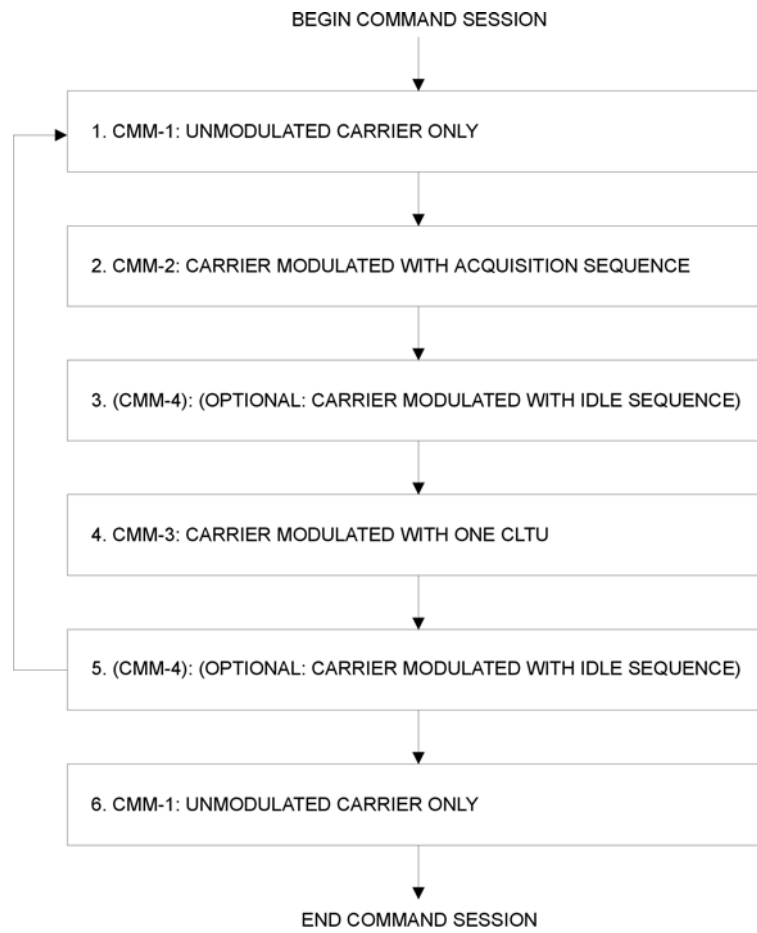 BEGIN COMMAND SESSION
1. CMM-1: UNMODULATED CARRIER ONLY
2. CMM-2: CARRIER MODULATED WITH ACQUISITION SEQUENCE
3. (CMM-4): (OPTIONAL: CARRIER MODULATED WITH IDLE SEQUENCE)
4. CMM-3: CARRIER MODULATED WITH ONE CLTU
5. (CMM-4): (OPTIONAL: CARRIER MODULATED WITH IDLE SEQUENCE)
6. CMM-1: UNMODULATED CARRIER ONLY
END COMMAND SESSION